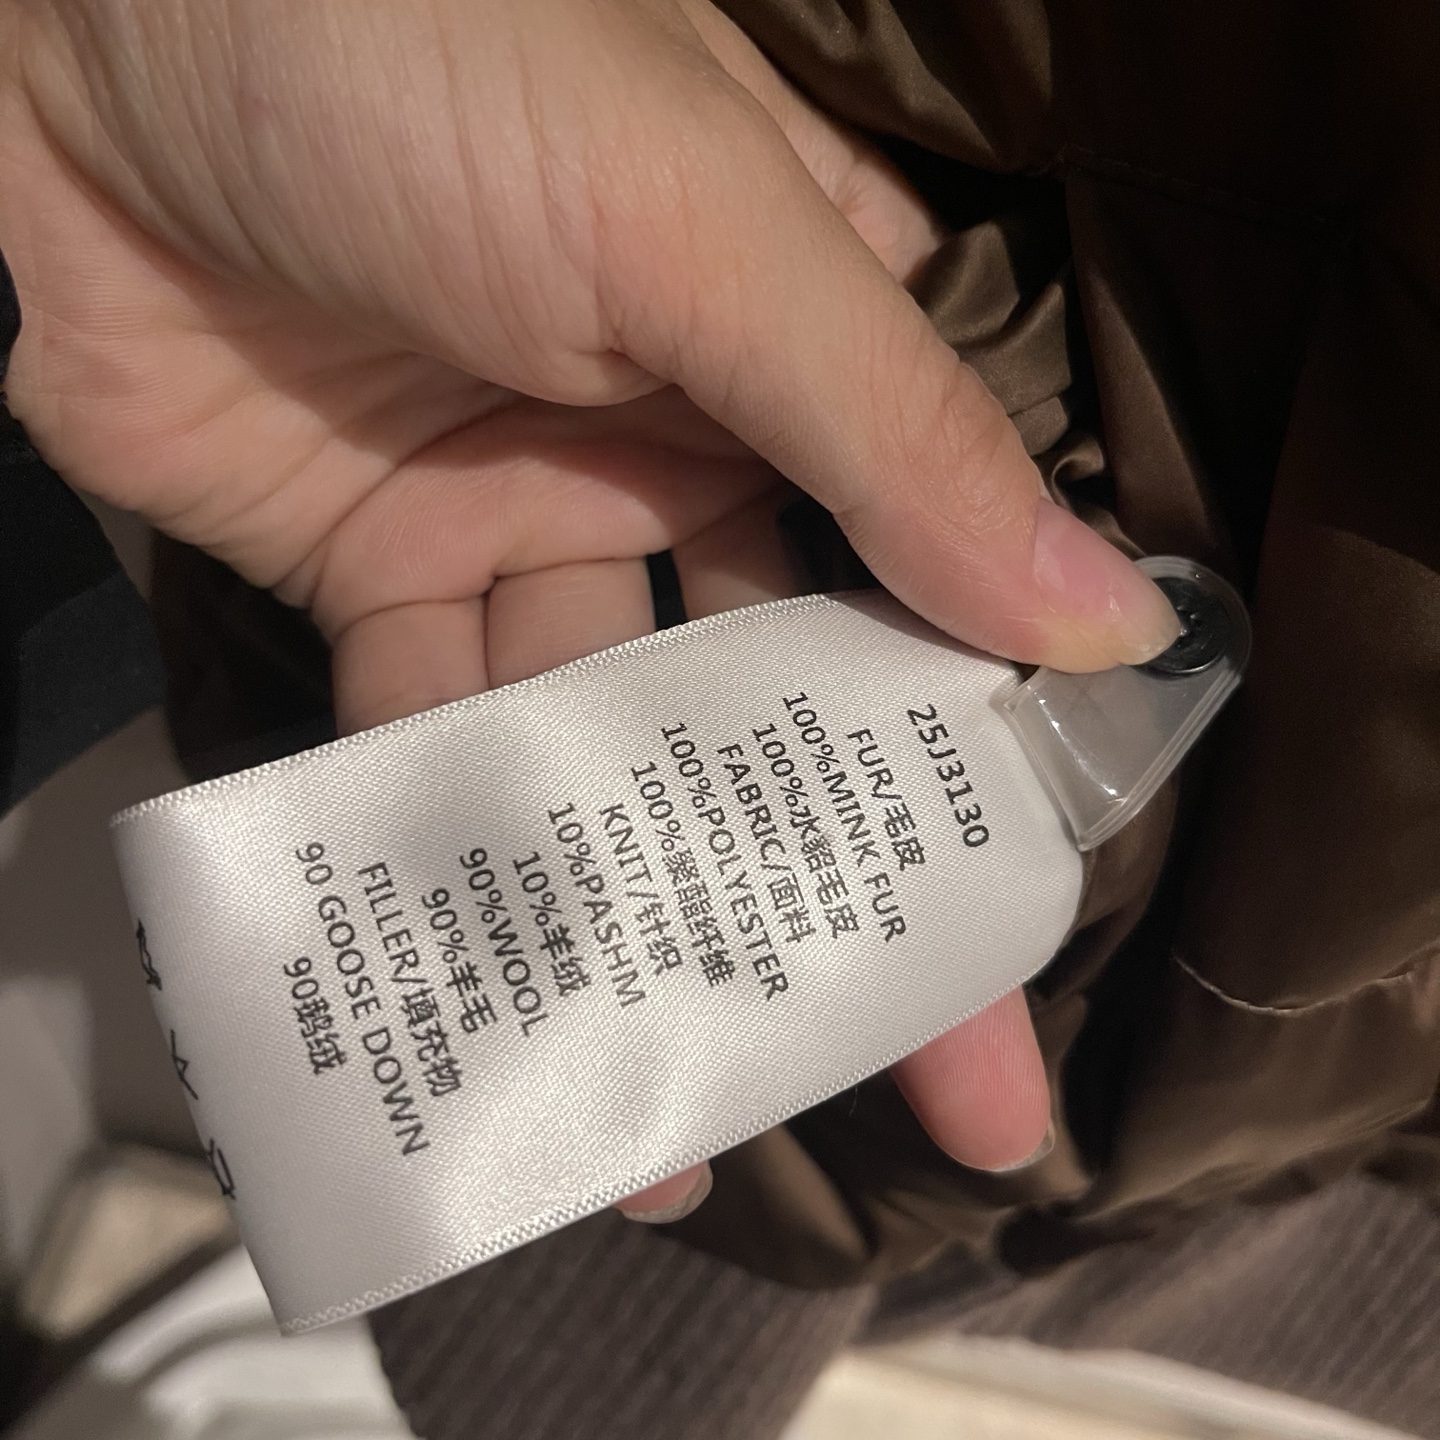 25J3130
FUR/毛皮
100%MINK FUR
100%水貂毛皮
FABRIC/面料
100%POLYESTER
100%聚酯纤维
KNIT/针织
10%PASHM
10%羊绒
90%WOOL
90%羊毛
FILLER/填充物
90 GOOSE DOWN
90鹅绒